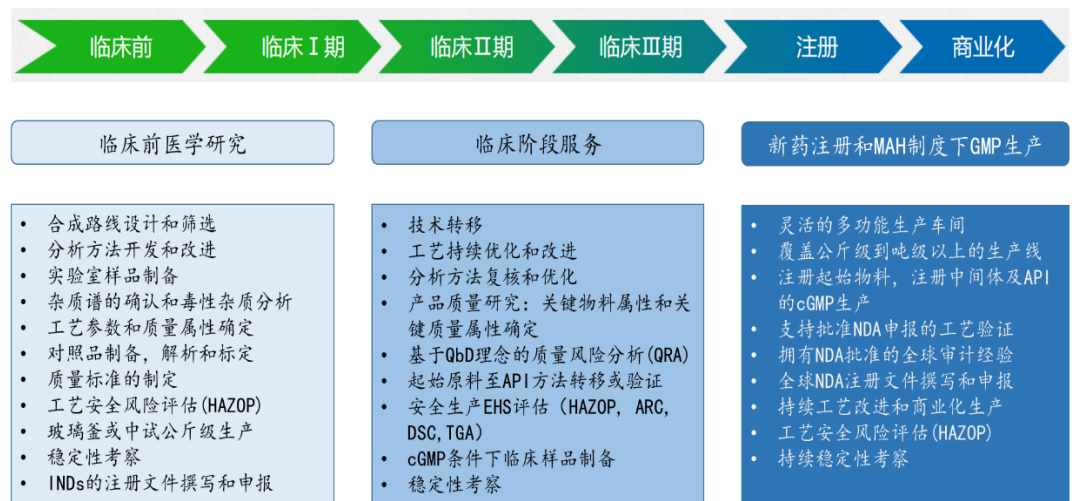 临床前
临床Ⅰ期
临床Ⅱ期
临床Ⅲ期
注册
商业化
临床前医学研究
• 合成路线设计和筛选
• 分析方法开发和改进
• 实验室样品制备
• 杂质谱的确认和毒性杂质分析
• 工艺参数和质量属性确定
• 对照品制备，解析和标定
• 质量标准的制定
• 工艺安全风险评估(HAZOP)
• 玻璃釜或中试公斤级生产
• 稳定性考察
• INDs的注册文件撰写和申报
临床阶段服务
• 技术转移
• 工艺持续优化和改进
• 分析方法复核和优化
• 产品质量研究：关键物料属性和关
键质量属性确定
• 基于QbD理念的质量风险分析(QRA)
• 起始原料至API方法转移或验证
• 安全生产EHS评估（HAZOP, ARC,
DSC,TGA）
• cGMP条件下临床样品制备
• 稳定性考察
新药注册和MAH制度下GMP生产
• 灵活的多功能生产车间
• 覆盖公斤级到吨级以上的生产线
• 注册起始物料，注册中间体及API
的cGMP生产
• 支持批准NDA申报的工艺验证
• 拥有NDA批准的全球审计经验
• 全球NDA注册文件撰写和申报
• 持续工艺改进和商业化生产
• 工艺安全风险评估(HAZOP)
• 持续稳定性考察